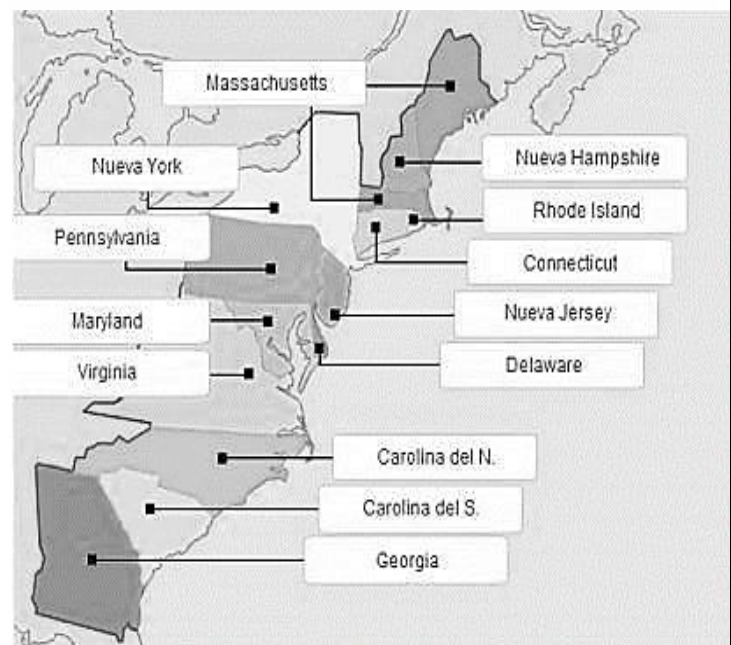 Massachusetts
Nueva York
Nueva Hampshire
Rhode Island
Pennsylvania
Connecticut
Nueva Jersey
Maryland
Delaware
Virginia
Carolina del N.
Carolina del S.
Georgia